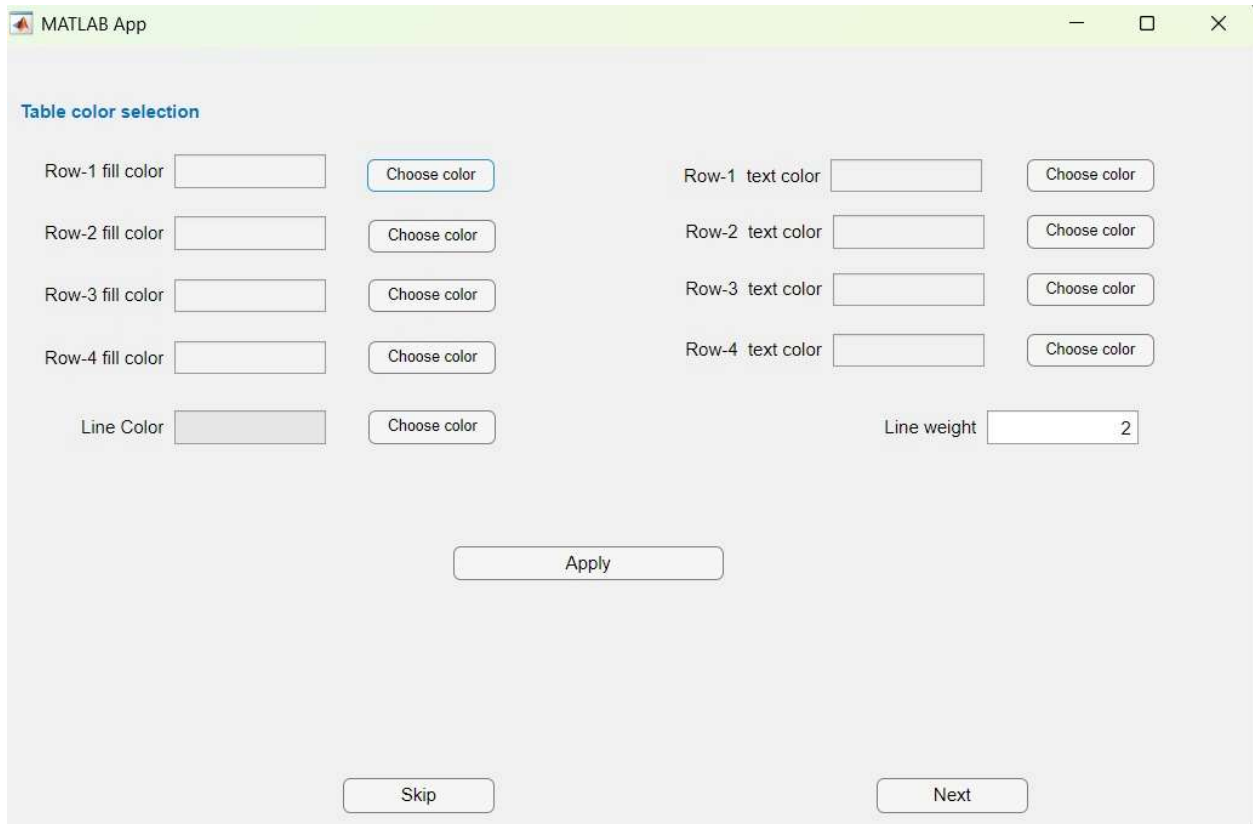 MATLAB App
Table color selection
Row-1 fill color Choose color Row-1 text color Choose color
Row-2 fill color Choose color Row-2 text color Choose color
Row-3 fill color Choose color Row-3 text color Choose color
Row-4 fill color Choose color Row-4 text color Choose color
Line Color Choose color Line weight 2
Apply
Skip Next